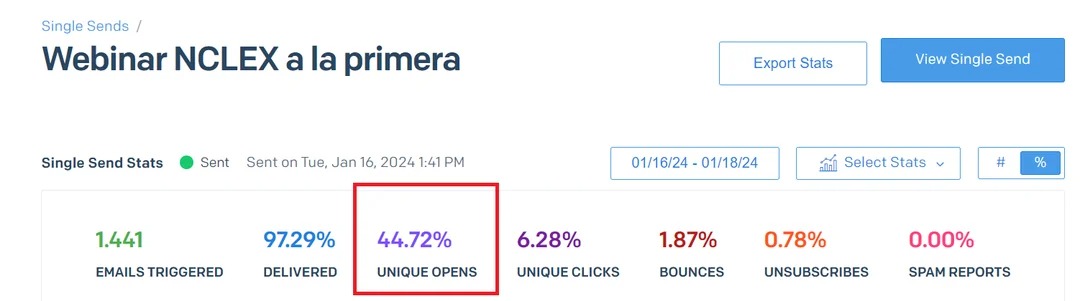 Single Sends /
Webinar NCLEX a la primera
Export Stats
View Single Send
Single Send Stats Sent Sent on Tue, Jan 16, 2024 1:41 PM
01/16/24 - 01/18/24
Select Stats
# %
1.441 97.29% 44.72% 6.28% 1.87% 0.78% 0.00%
EMAILS TRIGGERED DELIVERED UNIQUE OPENS UNIQUE CLICKS BOUNCES UNSUBSCRIBES SPAM REPORTS